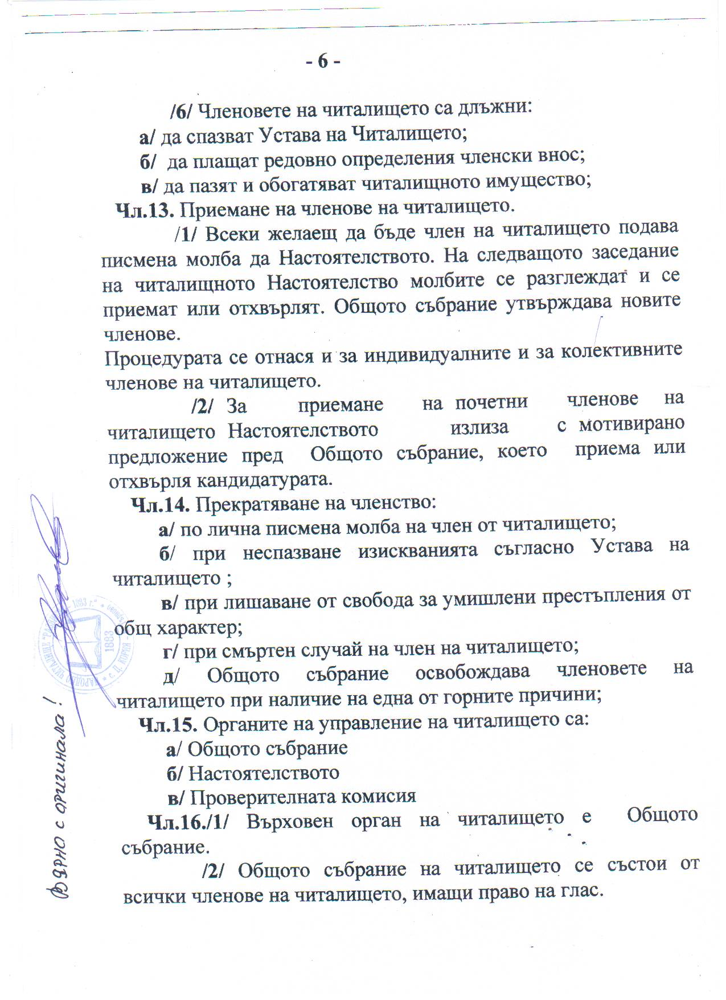 - 6 -
/6/ Членовете на читалището са длъжни:
а/ да спазват Устава на Читалището;
б/ да плащат редовно определения членски внос;
в/ да пазят и обогатяват читалищното имущество;
Чл.13. Приемане на членове на читалището.
/1/ Всеки желаещ да бъде член на читалището подава
писмена молба да Настоятелството. На следващото заседание
на читалищното Настоятелство молбите се разглеждат и се
приемат или отхвърлят. Общото събрание утвърждава новите
членове.
Процедурата се отнася и за индивидуалните и за колективните
членове на читалището.
/2/ За приемане на почетни членове на
читалището Настоятелството излиза с мотивирано
предложение пред Общото събрание, което приема или
отхвърля кандидатурата.
Чл.14. Прекратяване на членство:
а/ по лична писмена молба на член от читалището;
б/ при неспазване изискванията съгласно Устава на
читалището ;
в/ при лишаване от свобода за умишлени престъпления от
общ характер;
г/ при смъртен случай на член на читалището;
д/ Общото събрание освобождава членовете на
читалището при наличие на една от горните причини;
Чл.15. Органите на управление на читалището са:
а/ Общото събрание
б/ Настоятелството
в/ Проверителната комисия
Чл.16./1/ Върховен орган на читалището е Общото
събрание.
/2/ Общото събрание на читалището се състои от
всички членове на читалището, имащи право на глас.
Вярно с оригинала!
НАРОДНО ЧИТАЛИЩЕ 1883 г." * с. Ц. КОРИЯ
1883